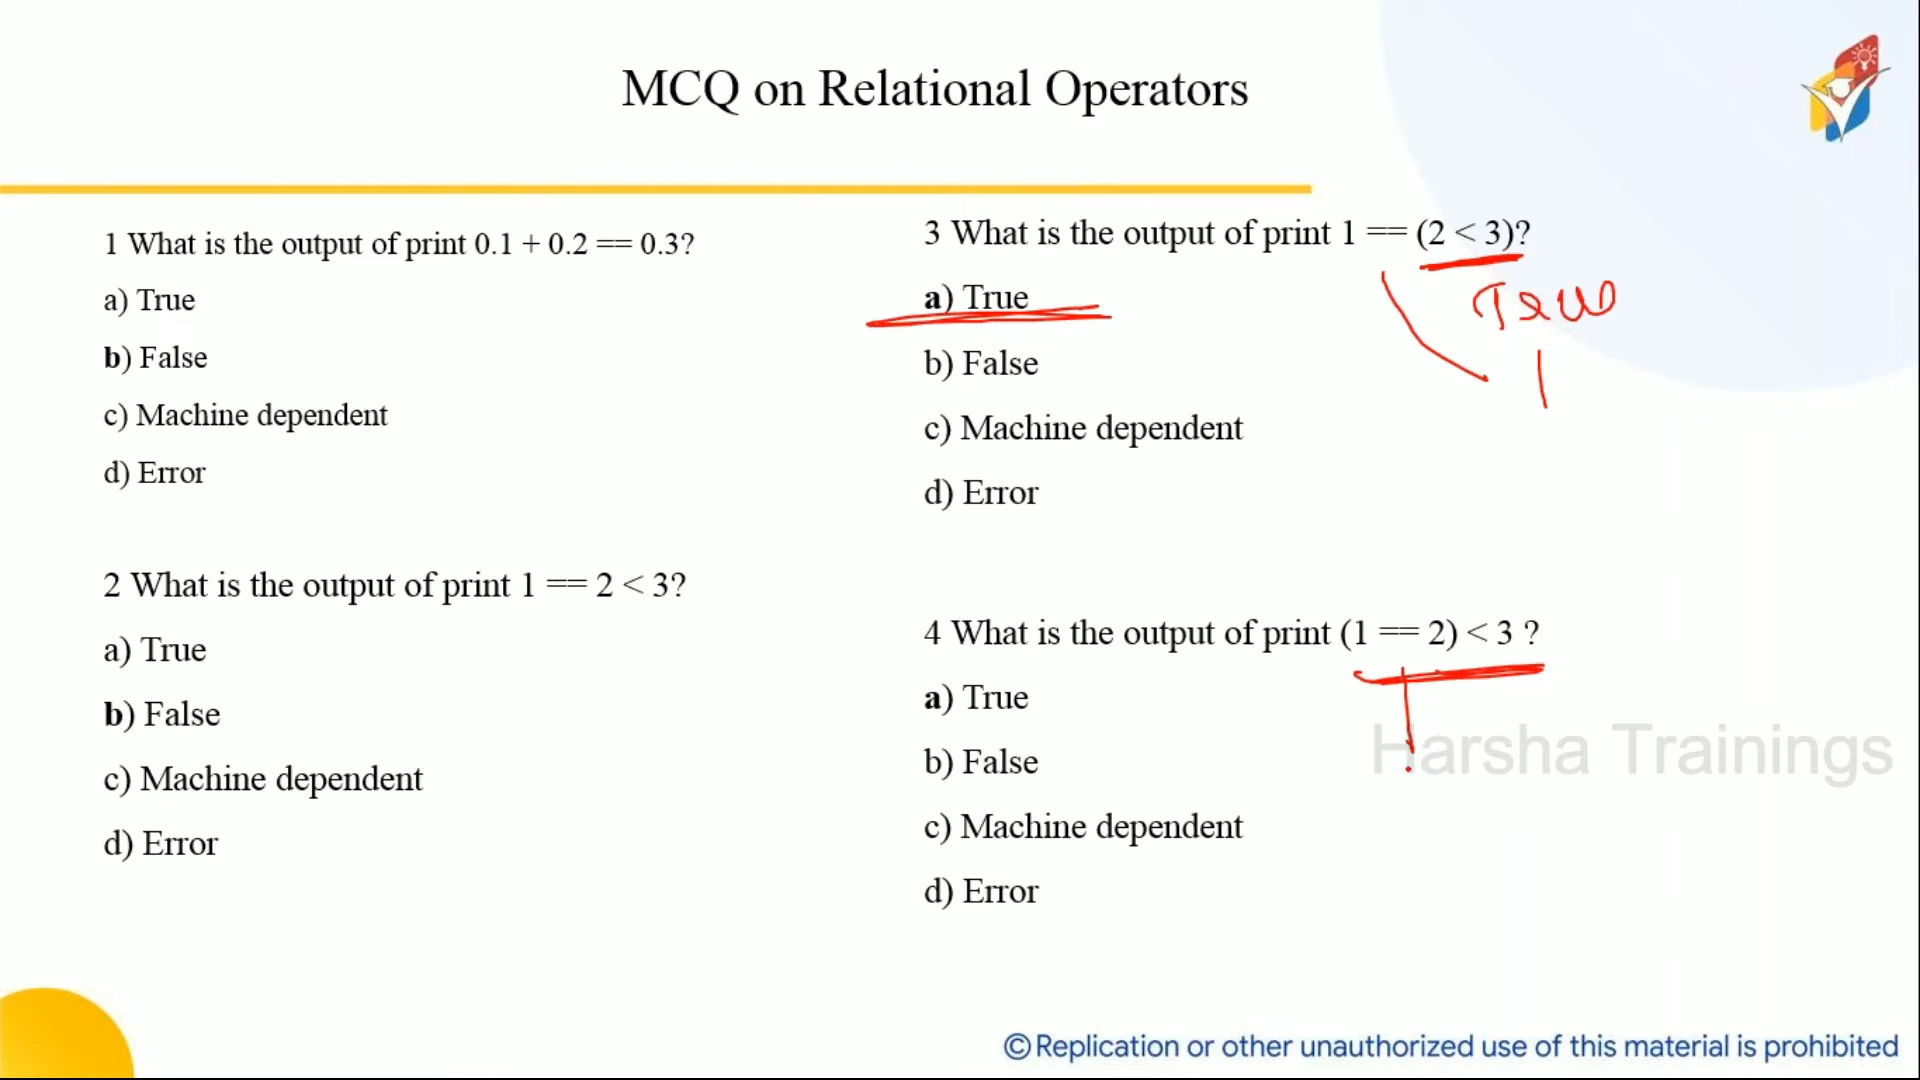 MCQ on Relational Operators
1 What is the output of print 0.1 + 0.2 == 0.3?
a) True
b) False
c) Machine dependent
d) Error
2 What is the output of print 1 == 2 < 3?
a) True
b) False
c) Machine dependent
d) Error
3 What is the output of print 1 == (2 < 3)?
True
1
a) True
b) False
c) Machine dependent
d) Error
4 What is the output of print (1 == 2) < 3 ?
a) True
b) False
c) Machine dependent
d) Error
Harsha Trainings
©Replication or other unauthorized use of this material is prohibited